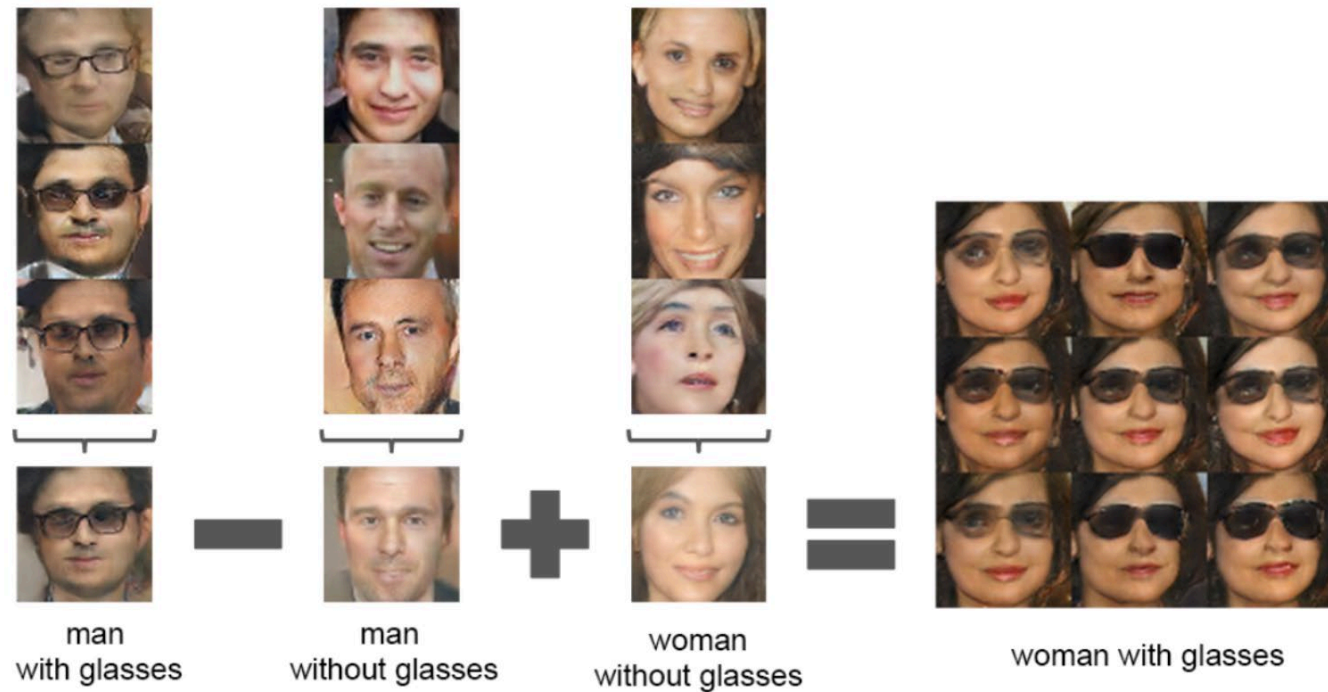 man
with glasses
man
without glasses
woman
without glasses
woman with glasses